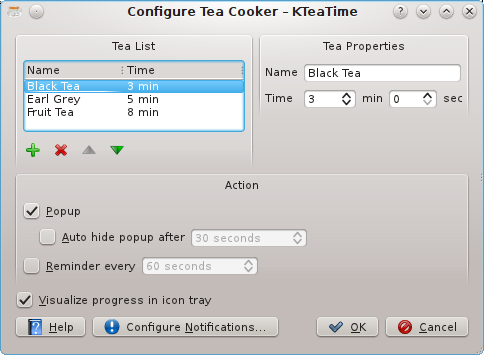 Configure Tea Cooker – KTeaTime
Tea List
Name Time
Black Tea 3 min
Earl Grey 5 min
Fruit Tea 8 min
Tea Properties
Name Black Tea
Time 3 min 0 sec
Action
Popup
Auto hide popup after 30 seconds
Reminder every 60 seconds
Visualize progress in icon tray
Help Configure Notifications... OK Cancel